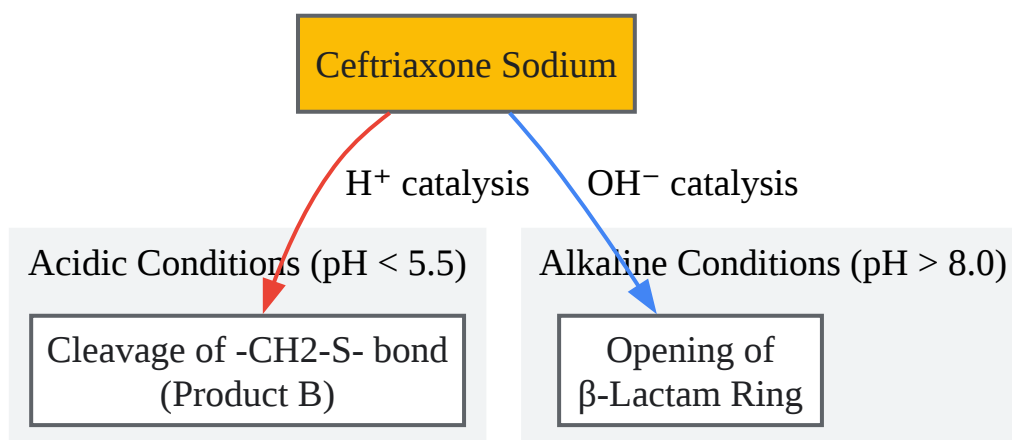 Ceftriaxone Sodium
H⁺ catalysis
OH⁻ catalysis
Acidic Conditions (pH < 5.5)
Alkaline Conditions (pH > 8.0)
Cleavage of -CH2-S- bond
(Product B)
Opening of
β-Lactam Ring